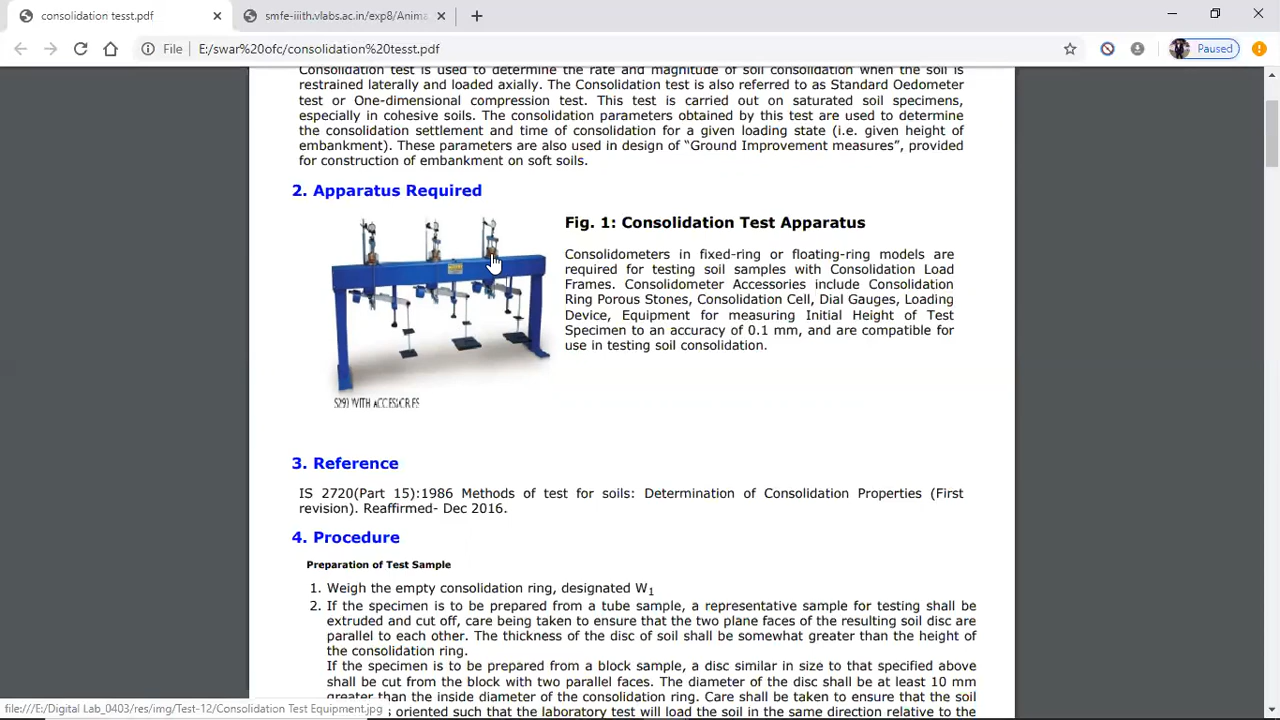 consolidation tesst.pdf
smfe-iiith.vlabs.ac.in/exp8/Anima
File E:/swar%20ofc/consolidation%20tesst.pdf
Paused
Consolidation test is used to determine the rate and magnitude of soil consolidation when the soil is
restrained laterally and loaded axially. The Consolidation test is also referred to as Standard Oedometer
test or One-dimensional compression test. This test is carried out on saturated soil specimens,
especially in cohesive soils. The consolidation parameters obtained by this test are used to determine
the consolidation settlement and time of consolidation for a given loading state (i.e. given height of
embankment). These parameters are also used in design of “Ground Improvement measures”, provided
for construction of embankment on soft soils.
2. Apparatus Required
Fig. 1: Consolidation Test Apparatus
Consolidometers in fixed-ring or floating-ring models are
required for testing soil samples with Consolidation Load
Frames. Consolidometer Accessories include Consolidation
Ring Porous Stones, Consolidation Cell, Dial Gauges, Loading
Device, Equipment for measuring Initial Height of Test
Specimen to an accuracy of 0.1 mm, and are compatible for
use in testing soil consolidation.
WITH
3. Reference
IS 2720(Part 15):1986 Methods of test for soils: Determination of Consolidation Properties (First
revision). Reaffirmed- Dec 2016.
4. Procedure
Preparation of Test Sample
1. Weigh the empty consolidation ring, designated W1
2. If the specimen is to be prepared from a tube sample, a representative sample for testing shall be
extruded and cut off, care being taken to ensure that the two plane faces of the resulting soil disc are
parallel to each other. The thickness of the disc of soil shall be somewhat greater than the height of
the consolidation ring.
If the specimen is to be prepared from a block sample, a disc similar in size to that specified above
shall be cut from the block with two parallel faces. The diameter of the disc shall be at least 10 mm
greater than the inside diameter of the consolidation ring. Care shall be taken to ensure that the soil
oriented such that the laboratory test will load the soil in the same direction relative to the
file:///E:/Digital Lab_0403/res/img/Test-12/Consolidation Test Equipment.jpg